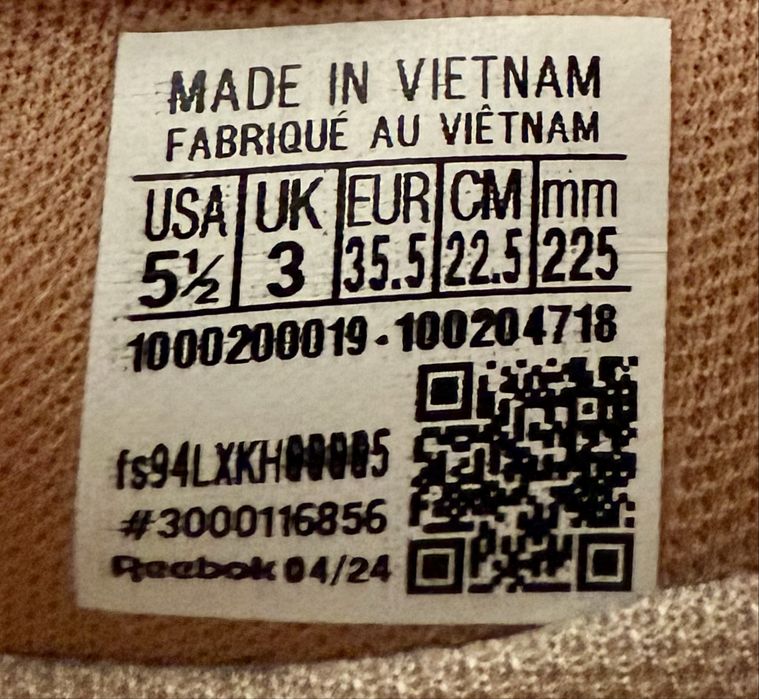 MADE IN VIETNAM
FABRIQUÉ AU VIÊTNAM
USA UK EUR CM mm
5½ 3 35.5 22.5 225
1000200019-100204718
fs94LXKH00005
#3000116856
Reebok 04/24